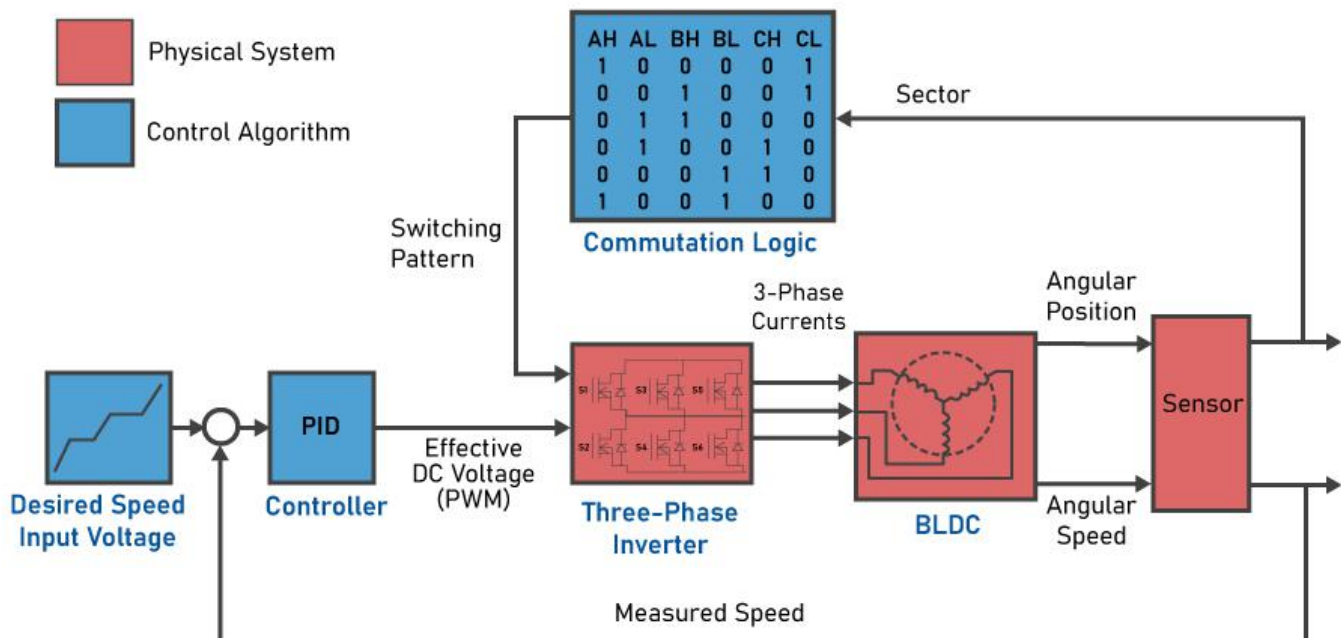 Physical System
Control Algorithm
AH AL BH BL CH CL
1 0 0 0 0 1
0 0 1 0 0 1
0 1 1 0 0 0
0 1 0 0 1 0
0 0 0 1 1 0
1 0 0 1 0 0
Commutation Logic
Sector
Switching
Pattern
3-Phase
Currents
Angular
Position
S1 S3 S5
S2 S4 S6
PID
Sensor
Effective
DC Voltage
(PWM)
Desired Speed
Input Voltage
Controller
Three-Phase
Inverter
BLDC
Angular
Speed
Measured Speed